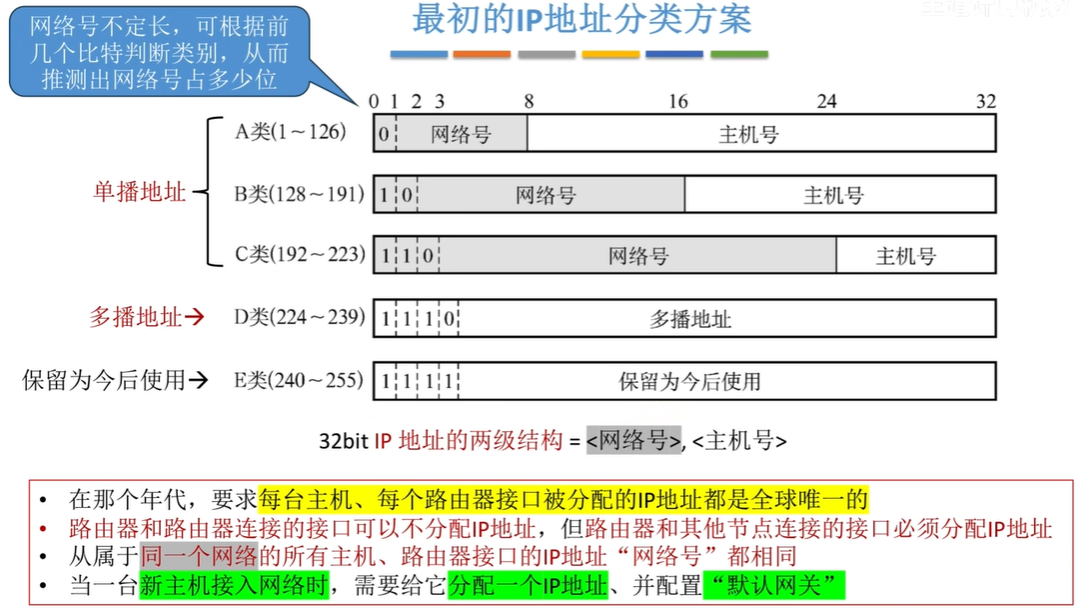 最初的IP地址分类方案
网络号不定长，可根据前
几个比特判断类别，从而
推测出网络号占多少位
0 1 2 3 8 16 24 32
A类(1～126) 0 网络号 主机号
单播地址
B类(128～191) 1 0 网络号 主机号
C类(192～223) 1 1 0 网络号 主机号
多播地址→ D类(224～239) 1 1 1 0 多播地址
保留为今后使用→ E类(240～255) 1 1 1 1 保留为今后使用
32bit IP 地址的两级结构 = <网络号>, <主机号>
• 在那个年代，要求每台主机、每个路由器接口被分配的IP地址都是全球唯一的
• 路由器和路由器连接的接口可以不分配IP地址，但路由器和其他节点连接的接口必须分配IP地址
• 从属于同一个网络的所有主机、路由器接口的IP地址“网络号”都相同
• 当一台新主机接入网络时，需要给它分配一个IP地址、并配置“默认网关”